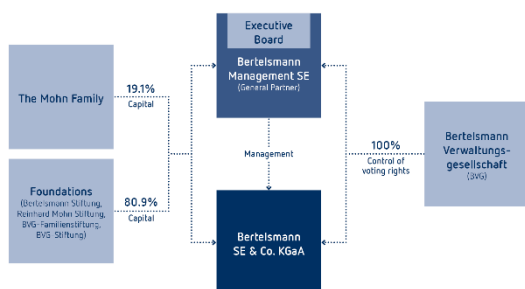 Executive
Board
Bertelsmann
Management SE
(General Partner)
The Mohn Family
19.1%
Capital
Management
100%
Control of
voting rights
Bertelsmann
Verwaltungs-
gesellschaft
(BVG)
Foundations
(Bertelsmann Stiftung,
Reinhard Mohn Stiftung,
BVG-Familienstiftung,
BVG-Stiftung)
80.9%
Capital
Bertelsmann
SE & Co. KGaA